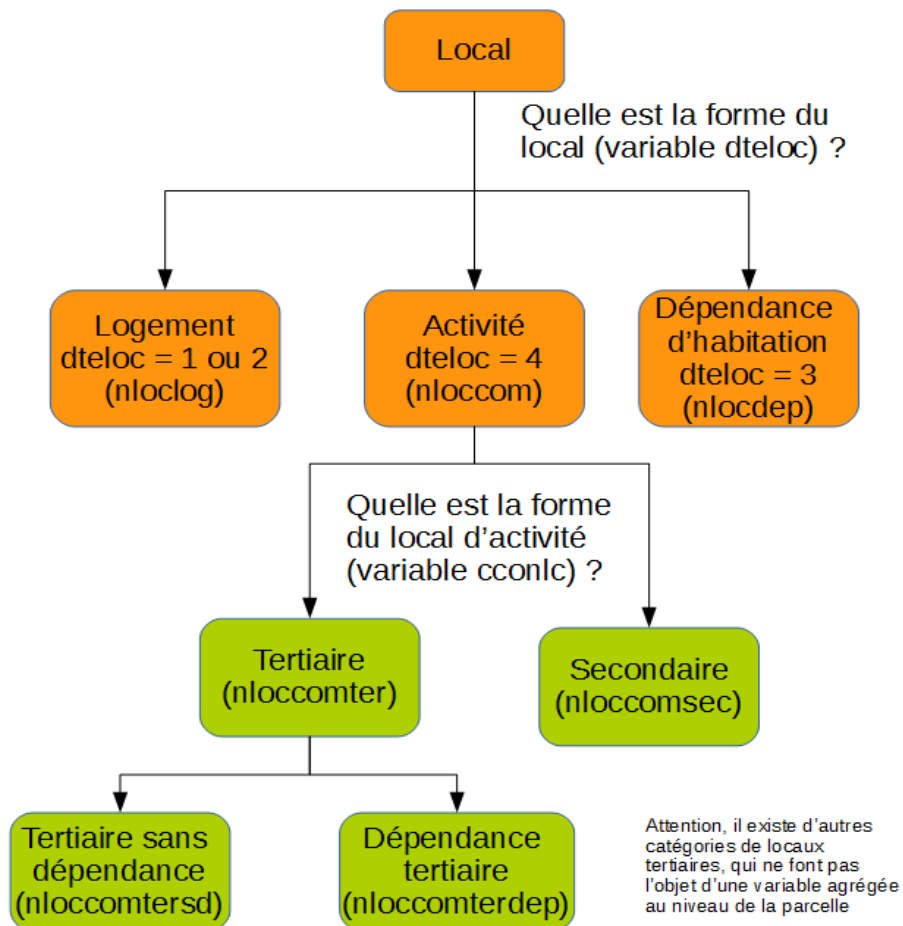 Local
Quelle est la forme du
local (variable dteloc) ?
Logement
dteloc = 1 ou 2
(nloclog)
Activité
dteloc = 4
(nloccom)
Dépendance
d’habitation
dteloc = 3
(nlocdep)
Quelle est la forme
du local d’activité
(variable cconlc) ?
Tertiaire
(nloccomter)
Secondaire
(nloccomsec)
Tertiaire sans
dépendance
(nloccomtersd)
Dépendance
tertiaire
(nloccomterdep)
Attention, il existe d’autres
catégories de locaux
tertiaires, qui ne font pas
l’objet d’une variable agrégée
au niveau de la parcelle